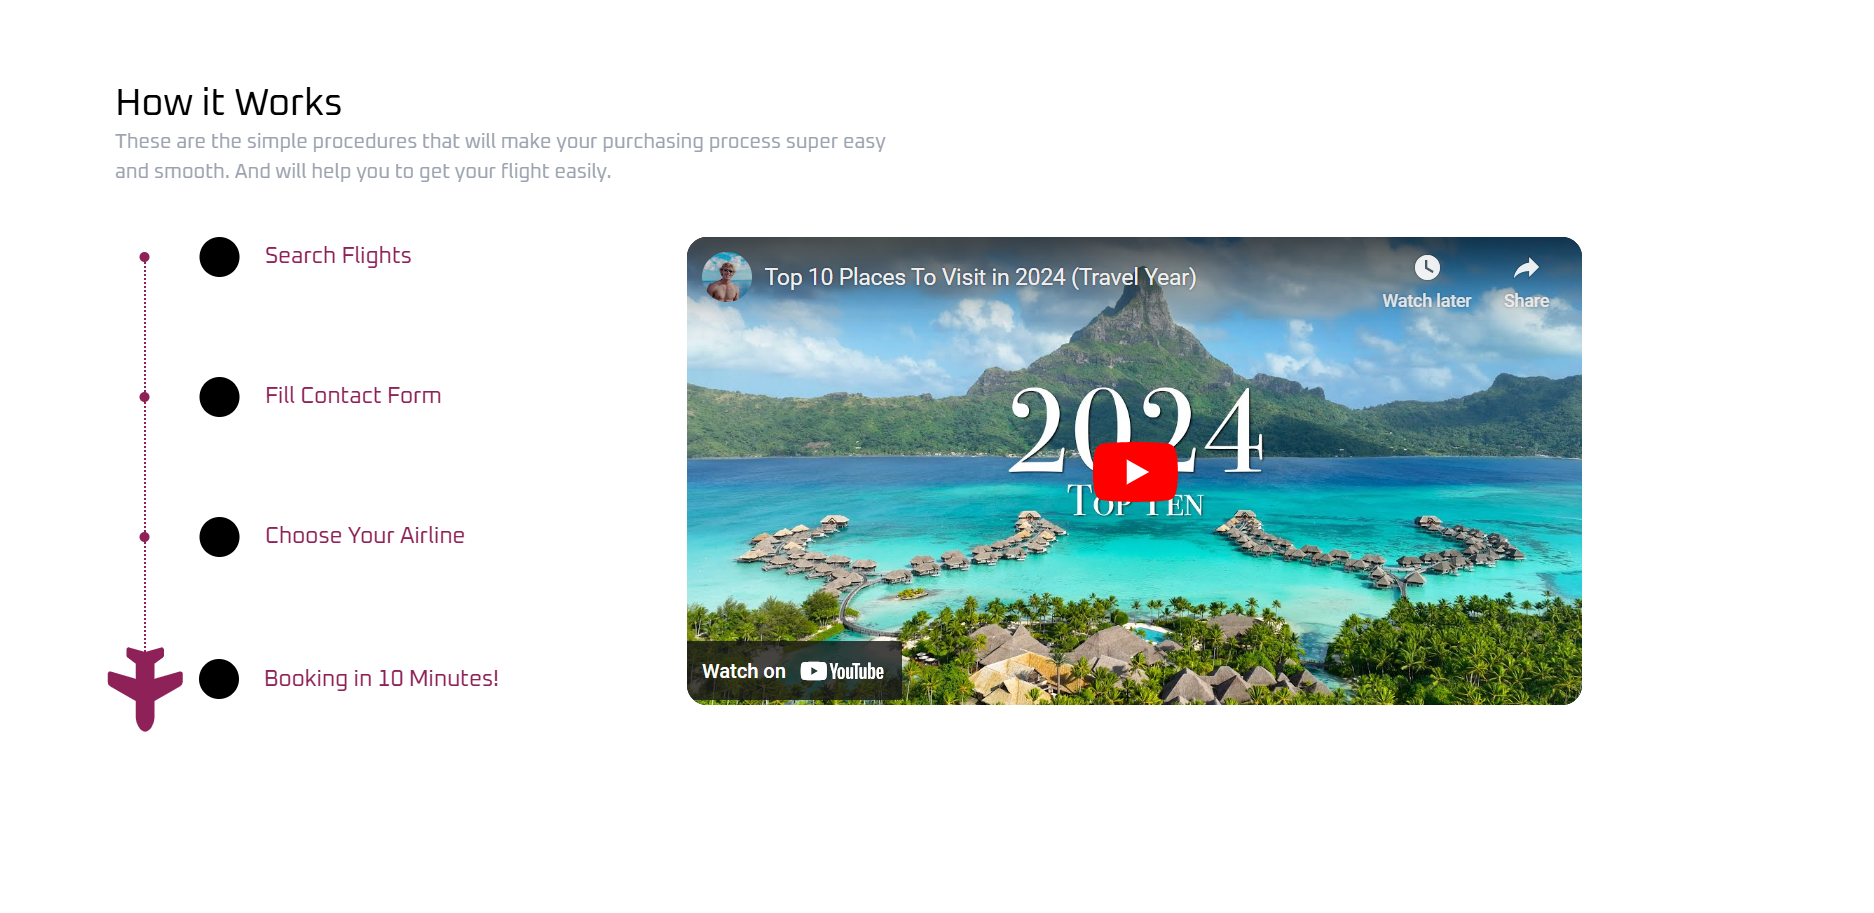 How it Works
These are the simple procedures that will make your purchasing process super easy
and smooth. And will help you to get your flight easily.
Search Flights
Fill Contact Form
Choose Your Airline
Booking in 10 Minutes!
Top 10 Places To Visit in 2024 (Travel Year)
Watch later
Share
2024
TOP TEN
Watch on YouTube